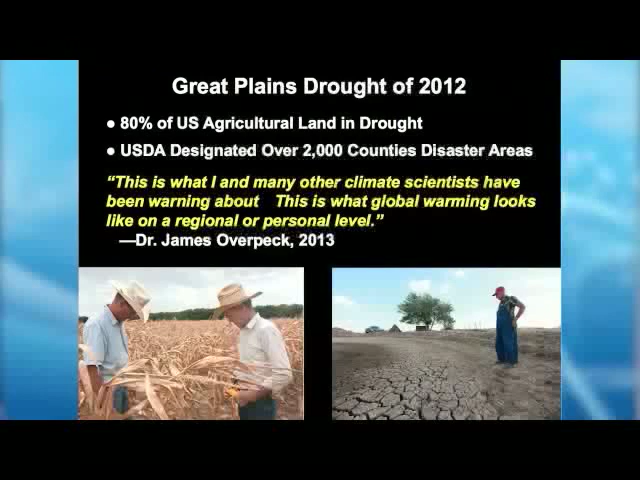 Great Plains Drought of 2012
● 80% of US Agricultural Land in Drought
● USDA Designated Over 2,000 Counties Disaster Areas
“This is what I and many other climate scientists have
been warning about This is what global warming looks
like on a regional or personal level.”
—Dr. James Overpeck, 2013